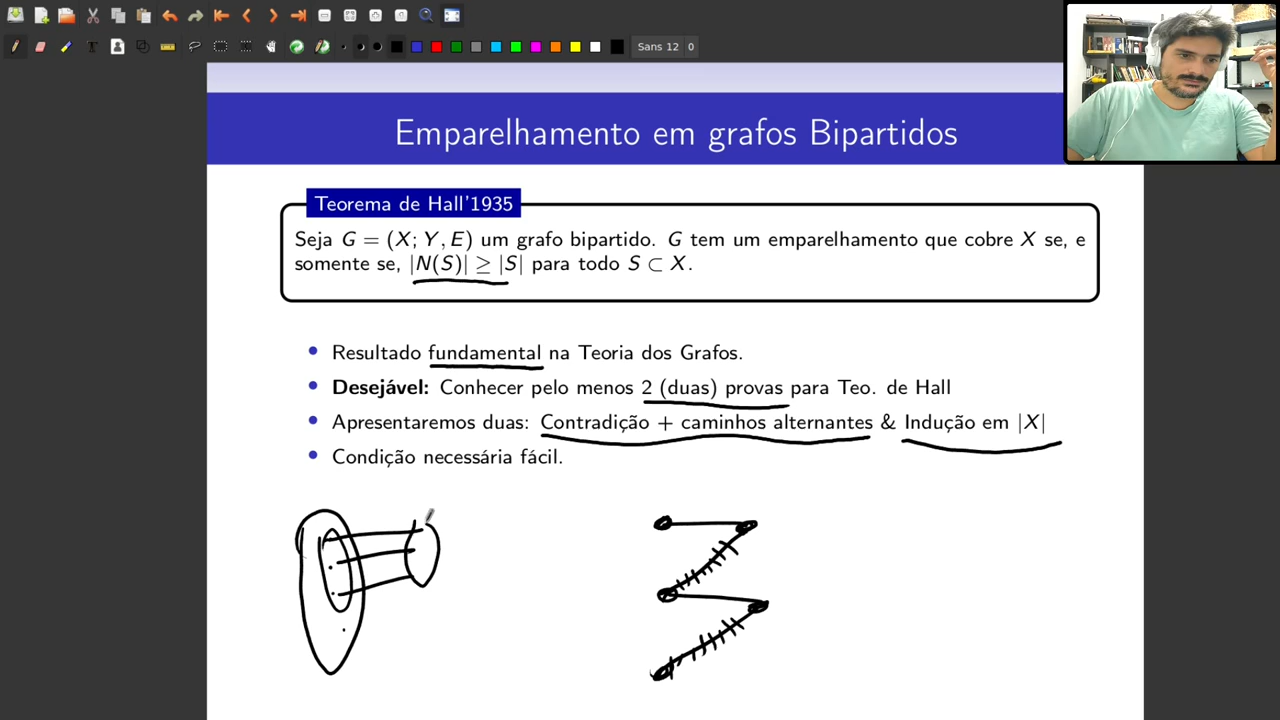 Sans 12 0
Emparelhamento em grafos Bipartidos
Teorema de Hall'1935
Seja G = (X; Y, E) um grafo bipartido. G tem um emparelhamento que cobre X se, e
somente se, |N(S)| ≥ |S| para todo S ⊂ X.
• Resultado fundamental na Teoria dos Grafos.
• Desejável: Conhecer pelo menos 2 (duas) provas para Teo. de Hall
• Apresentaremos duas: Contradição + caminhos alternantes & Indução em |X|
• Condição necessária fácil.